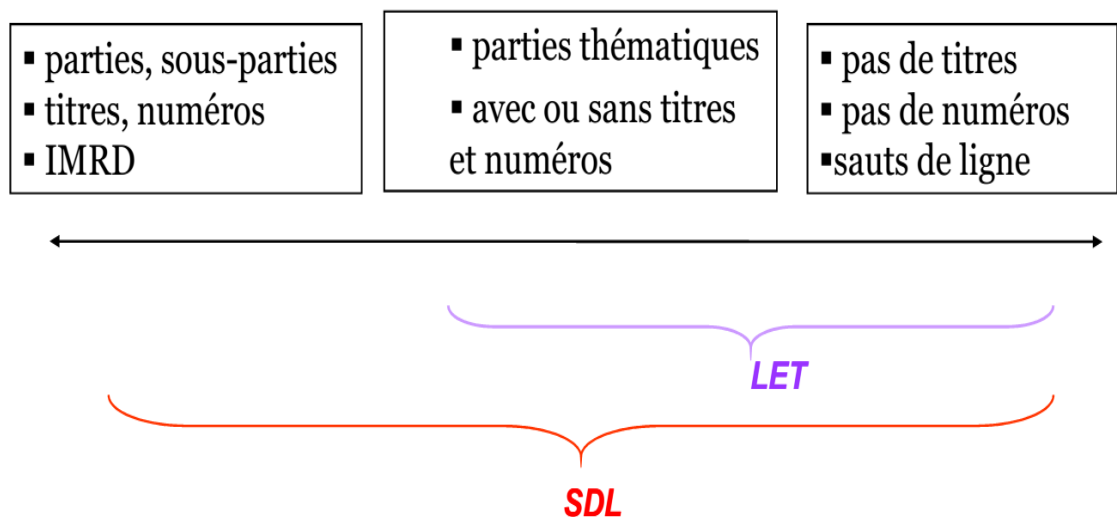 ▪ parties, sous-parties
▪ titres, numéros
▪ IMRD
▪ parties thématiques
▪ avec ou sans titres
et numéros
▪ pas de titres
▪ pas de numéros
▪sauts de ligne
LET
SDL